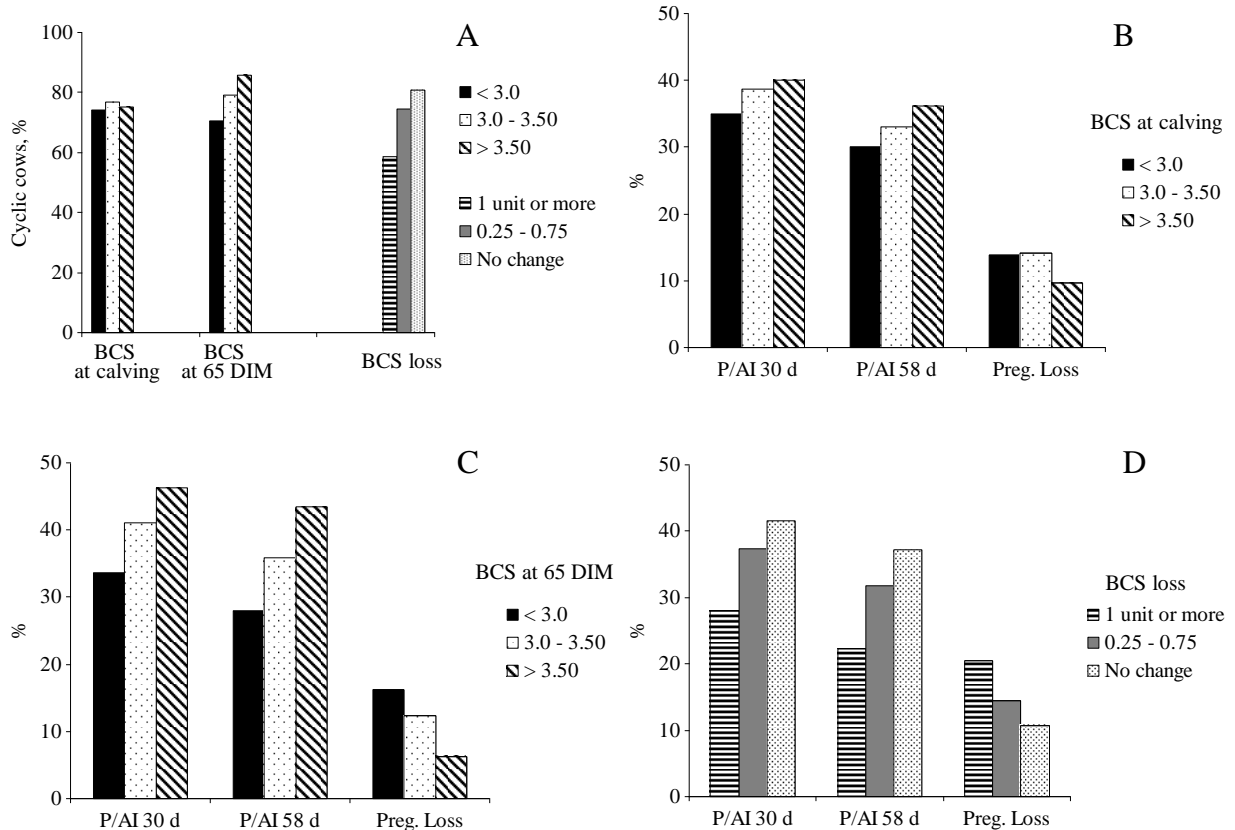 A
100
80
60
40
20
0
Cyclic cows, %
BCS
at calving
BCS
at 65 DIM
BCS loss
< 3.0
3.0 - 3.50
> 3.50
1 unit or more
0.25 - 0.75
No change
B
50
40
30
20
10
0
%
P/AI 30 d
P/AI 58 d
Preg. Loss
BCS at calving
< 3.0
3.0 - 3.50
> 3.50
C
50
40
30
20
10
0
%
P/AI 30 d
P/AI 58 d
Preg. Loss
BCS at 65 DIM
< 3.0
3.0 - 3.50
> 3.50
D
50
40
30
20
10
0
%
P/AI 30 d
P/AI 58 d
Preg. Loss
BCS loss
1 unit or more
0.25 - 0.75
No change